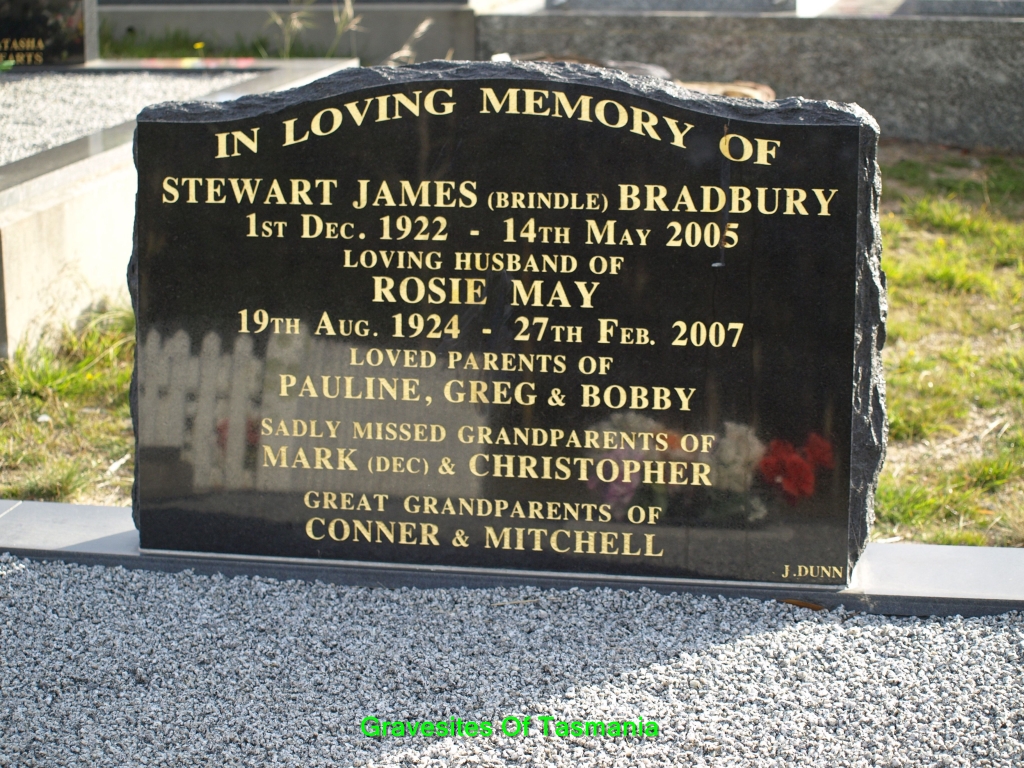 TASHA
EARTS
IN LOVING MEMORY OF
STEWART JAMES (BRINDLE) BRADBURY
1ST DEC. 1922 - 14TH MAY 2005
LOVING HUSBAND OF
ROSIE MAY
19TH AUG. 1924 - 27TH FEB. 2007
LOVED PARENTS OF
PAULINE, GREG & BOBBY
SADLY MISSED GRANDPARENTS OF
MARK (DEC) & CHRISTOPHER
GREAT GRANDPARENTS OF
CONNER & MITCHELL
J.DUNN
Gravesites Of Tasmania